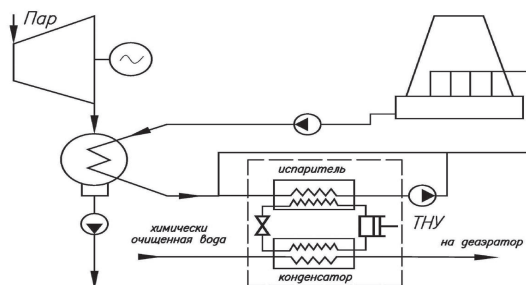 Пар
испаритель
ТНУ
химически
очищенная вода
на деаэратор
конденсатор